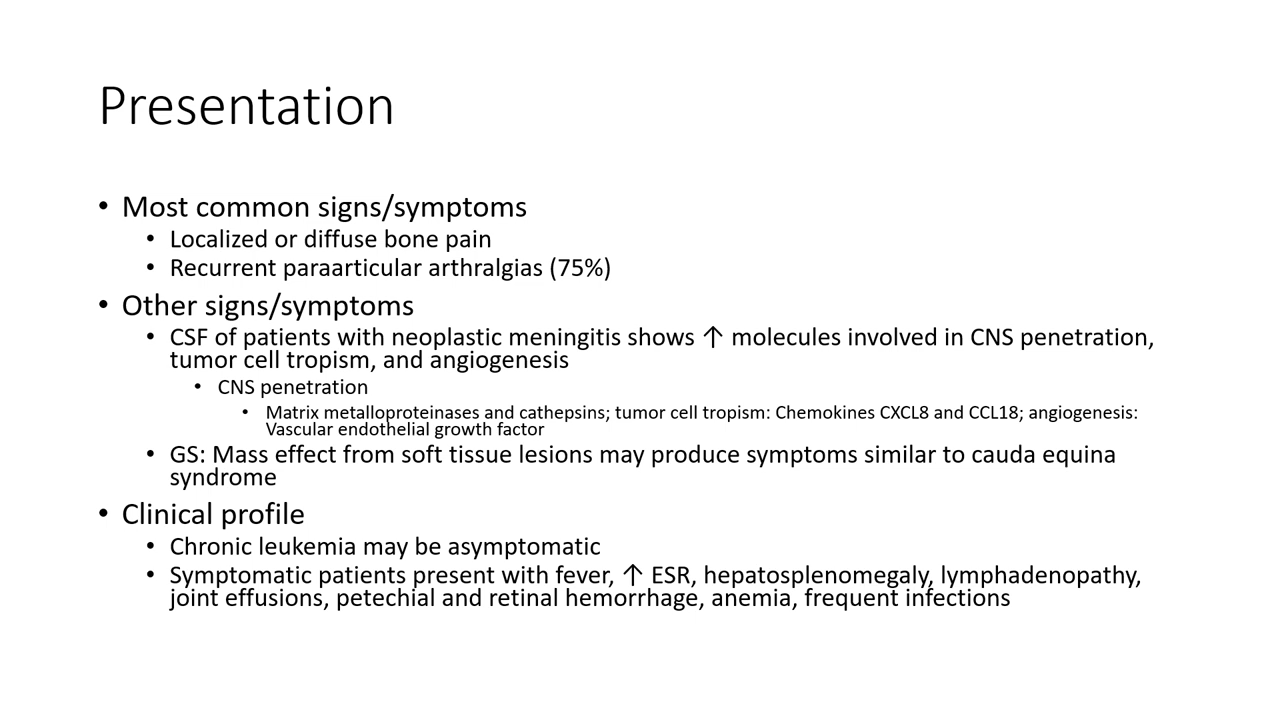 Presentation
• Most common signs/symptoms
• Localized or diffuse bone pain
• Recurrent paraarticular arthralgias (75%)
• Other signs/symptoms
• CSF of patients with neoplastic meningitis shows ↑ molecules involved in CNS penetration,
tumor cell tropism, and angiogenesis
• CNS penetration
• Matrix metalloproteinases and cathepsins; tumor cell tropism: Chemokines CXCL8 and CCL18; angiogenesis:
Vascular endothelial growth factor
• GS: Mass effect from soft tissue lesions may produce symptoms similar to cauda equina
syndrome
• Clinical profile
• Chronic leukemia may be asymptomatic
• Symptomatic patients present with fever, ↑ ESR, hepatosplenomegaly, lymphadenopathy,
joint effusions, petechial and retinal hemorrhage, anemia, frequent infections